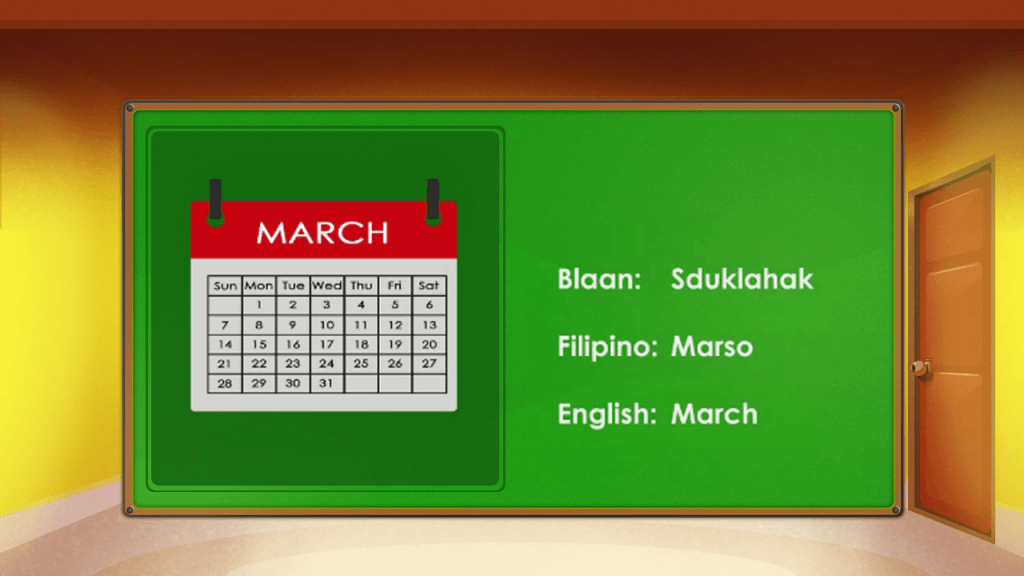 MARCH
Sun Mon Tue Wed Thu Fri Sat
1 2 3 4 5 6
7 8 9 10 11 12 13
14 15 16 17 18 19 20
21 22 23 24 25 26 27
28 29 30 31
Blaan: Sduklahak
Filipino: Marso
English: March